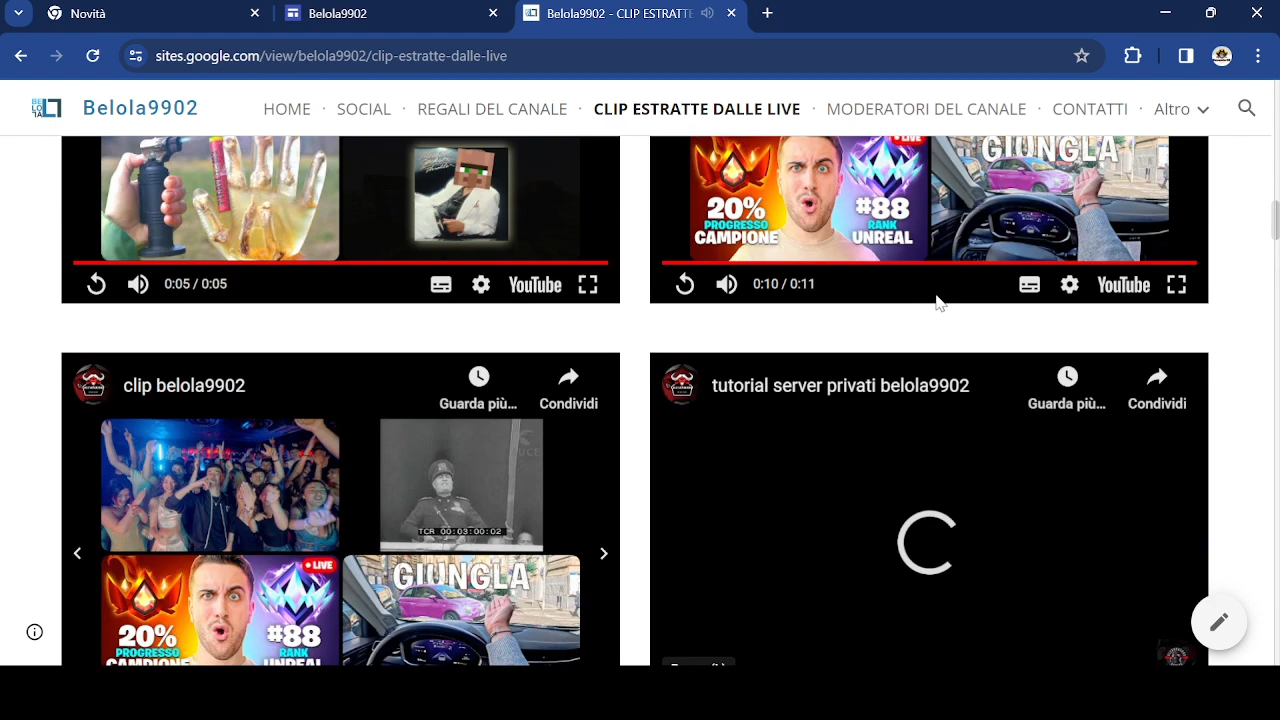 Novità
Belola9902
Belola9902 - CLIP ESTRATTE
sites.google.com/view/belola9902/clip-estratte-dalle-live
Belola9902
HOME · SOCIAL · REGALI DEL CANALE · CLIP ESTRATTE DALLE LIVE · MODERATORI DEL CANALE · CONTATTI · Altro
20%
PROGRESSO
CAMPIONE
#88
RANK
UNREAL
LIVE
GIUNGLA
0:05 / 0:05
YouTube
0:10 / 0:11
YouTube
clip belola9902
Guarda più...
Condividi
tutorial server privati belola9902
Guarda più...
Condividi
TCR 00:03:00:02
LIVE
20%
PROGRESSO
CAMPIONE
#88
RANK
UNREAL
GIUNGLA